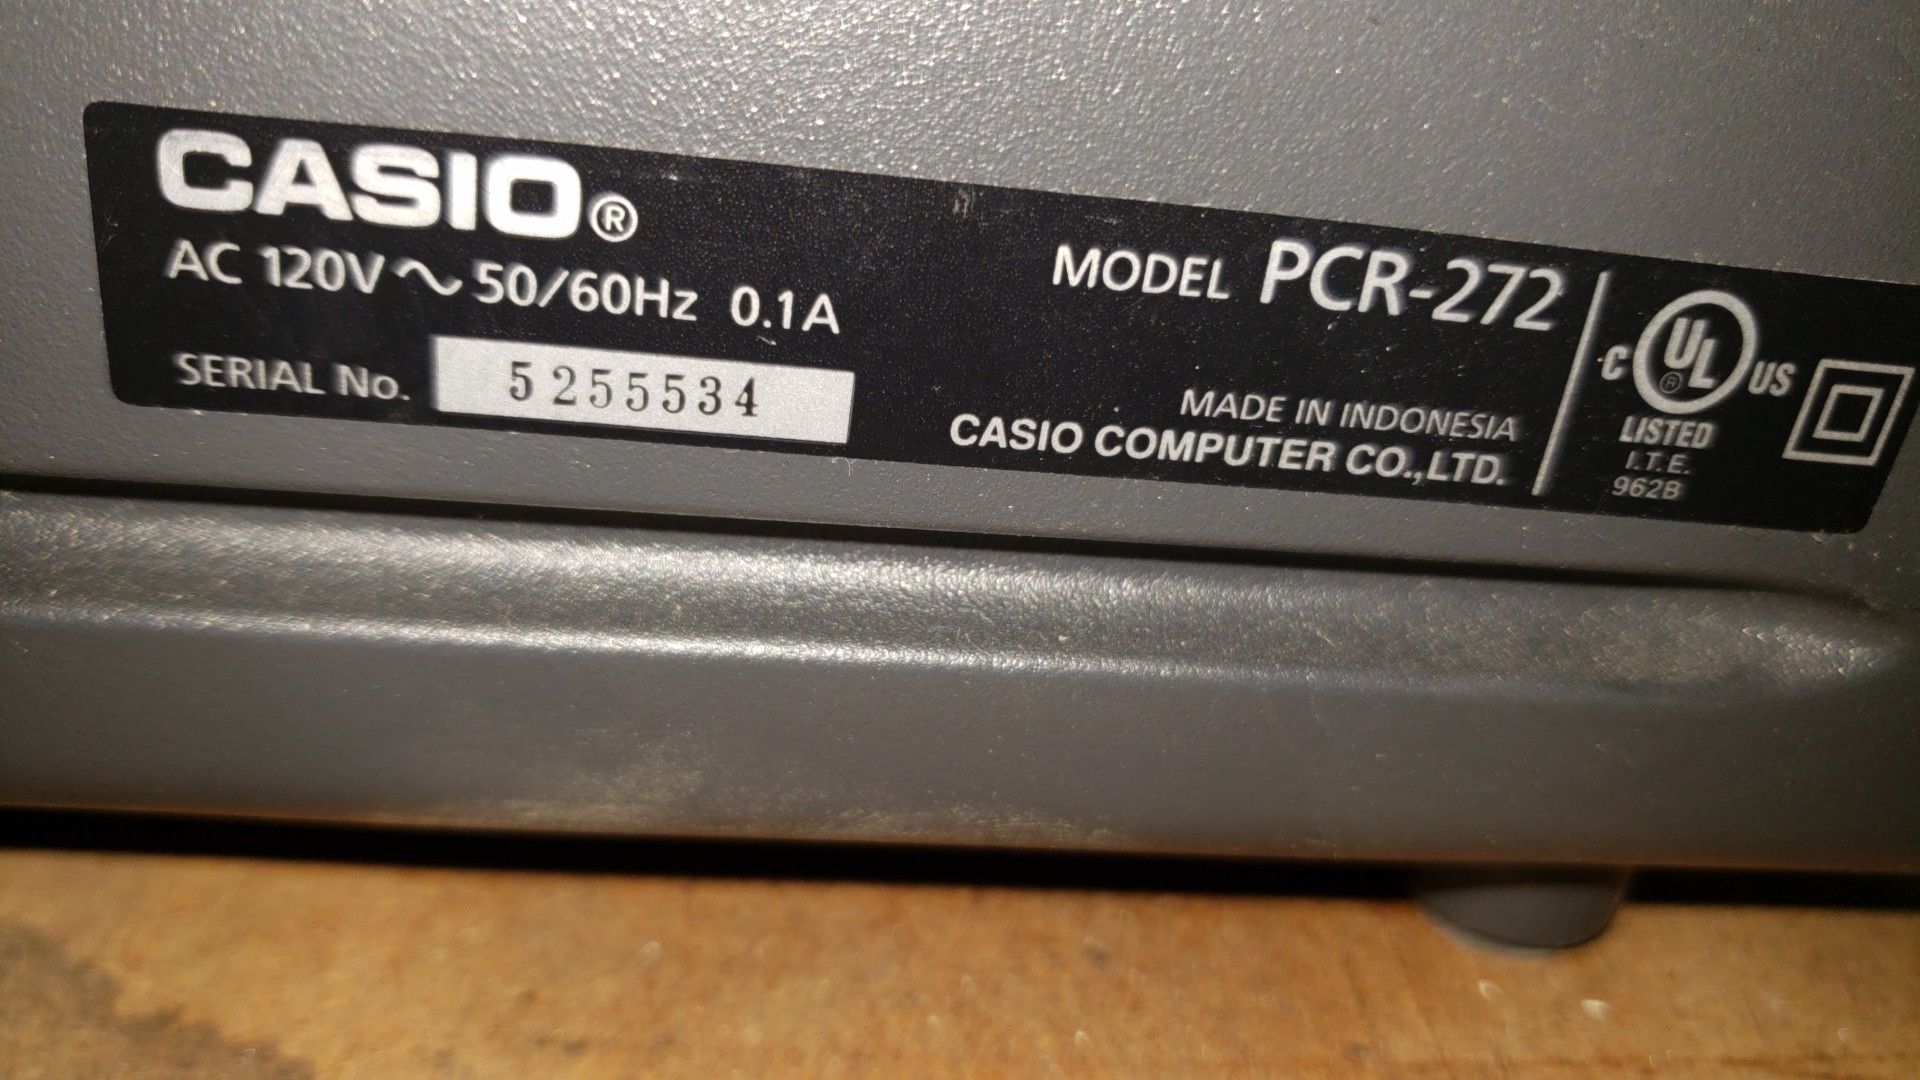 CASIO®
AC 120V ∿ 50/60Hz 0.1A
SERIAL No. 5255534
MODEL PCR-272
MADE IN INDONESIA
CASIO COMPUTER CO.,LTD.
C UL® US
LISTED
I.T.E.
962B